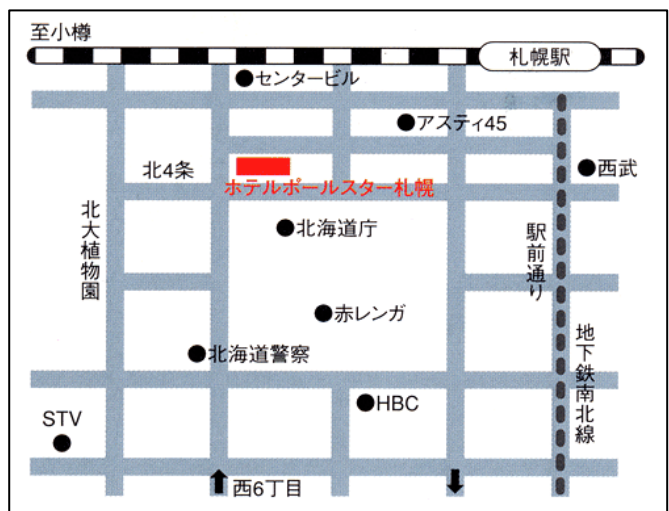 至小樽
札幌駅
センタービル
アスティ45
北4条
西武
ホテルポールスター札幌
北大植物園
北海道庁
駅前通り
赤レンガ
地下鉄南北線
北海道警察
HBC
STV
西6丁目